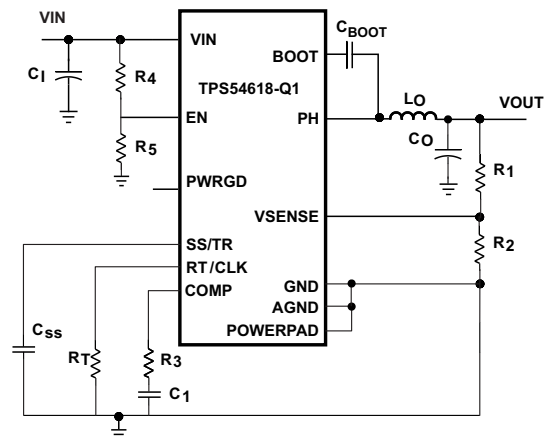 VIN
VIN
CBOOT
BOOT
CI
R4
TPS54618-Q1
LO
VOUT
EN
PH
CO
R5
R1
PWRGD
VSENSE
R2
SS/TR
RT/CLK
GND
COMP
AGND
CSS
POWERPAD
RT
R3
C1